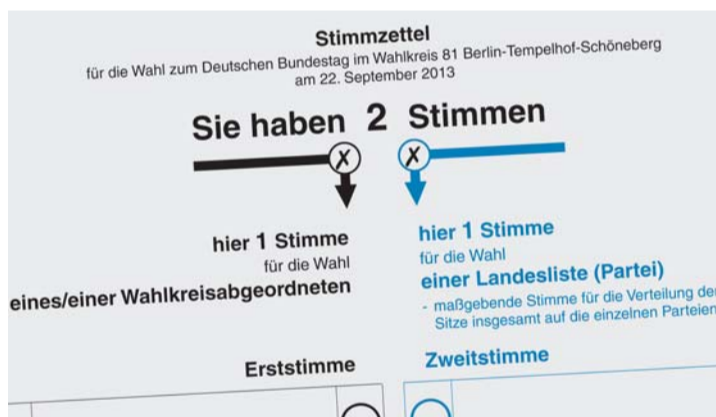 Stimmzettel
für die Wahl zum Deutschen Bundestag im Wahlkreis 81 Berlin-Tempelhof-Schöneberg
am 22. September 2013
Sie haben 2 Stimmen
X X
hier 1 Stimme
für die Wahl
eines/einer Wahlkreisabgeordneten
hier 1 Stimme
für die Wahl
einer Landesliste (Partei)
- maßgebende Stimme für die Verteilung der
Sitze insgesamt auf die einzelnen Parteien
Erststimme
Zweitstimme